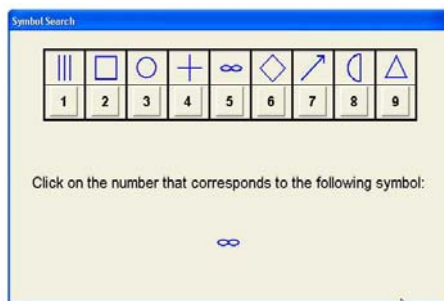 Symbol Search
1 2 3 4 5 6 7 8 9
Click on the number that corresponds to the following symbol: